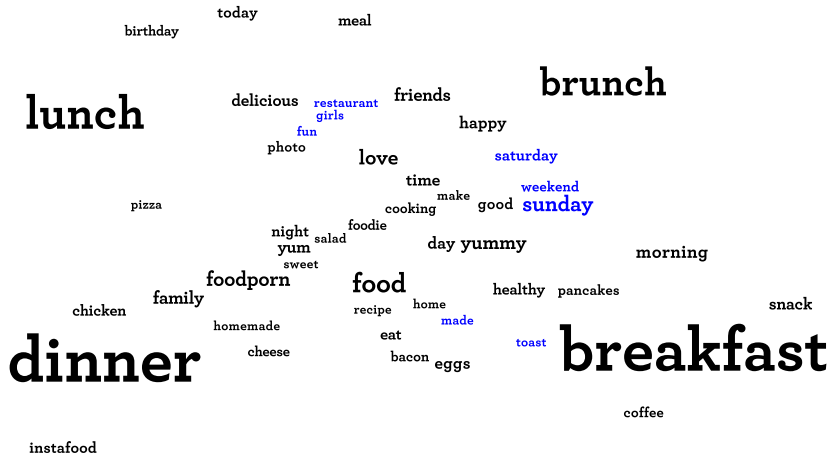 today
meal
birthday
brunch
lunch
delicious
restaurant
friends
girls
happy
fun
photo
love
saturday
time
weekend
make
pizza
cooking
good
sunday
foodie
night
salad
day
yummy
yum
morning
sweet
foodporn
food
healthy
pancakes
family
chicken
recipe
home
snack
homemade
made
eat
toast
dinner
cheese
bacon
eggs
breakfast
coffee
instafood